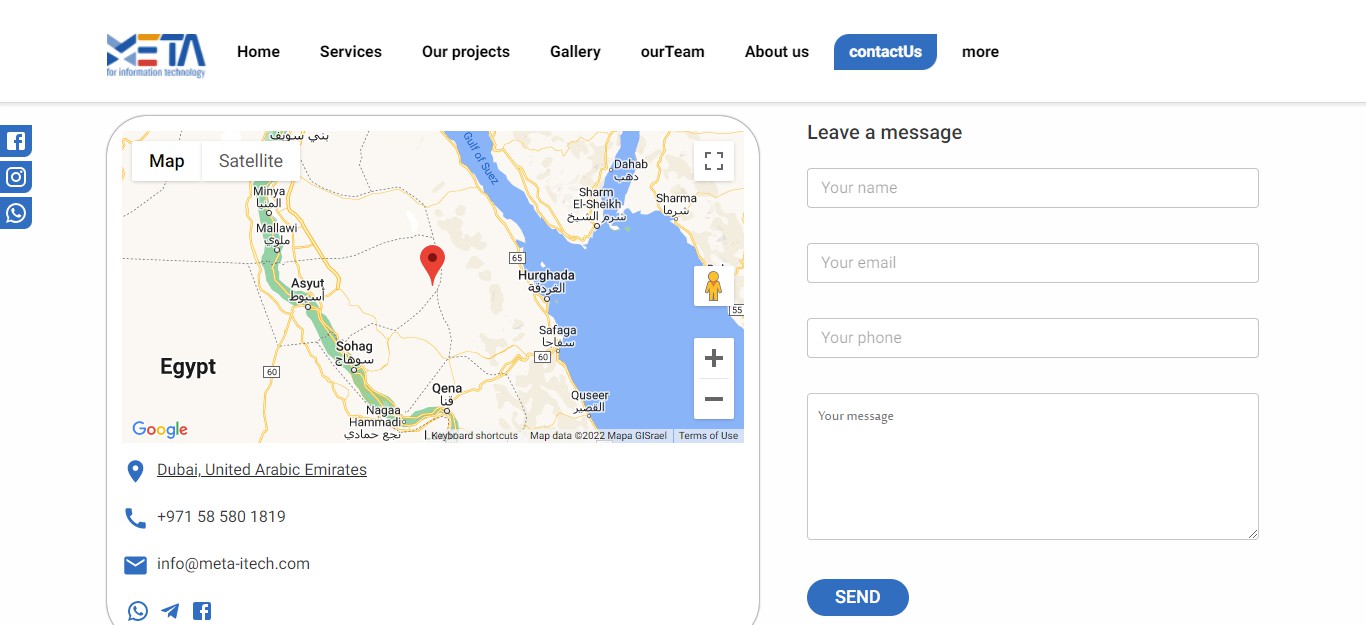 META
for information technology
Home Services Our projects Gallery ourTeam About us contactUs more
Map Satellite
بني سويف
Gulf of Suez
Dahab
دهب
Minya
المنيا
Sharm
El-Sheikh
شرم الشيخ
Sharma
شرما
Mallawi
ملوي
65
Hurghada
الغردقة
Asyut
أسيوط
55
Safaga
سفاجا
60
Sohag
سوهاج
Egypt
60
Qena
قنا
Quseer
القصير
Nagaa
Hammadi
نجع حمادي
Google
Keyboard shortcuts Map data ©2022 Mapa GISrael Terms of Use
Dubai, United Arabic Emirates
+971 58 580 1819
info@meta-itech.com
Leave a message
Your name
Your email
Your phone
Your message
SEND